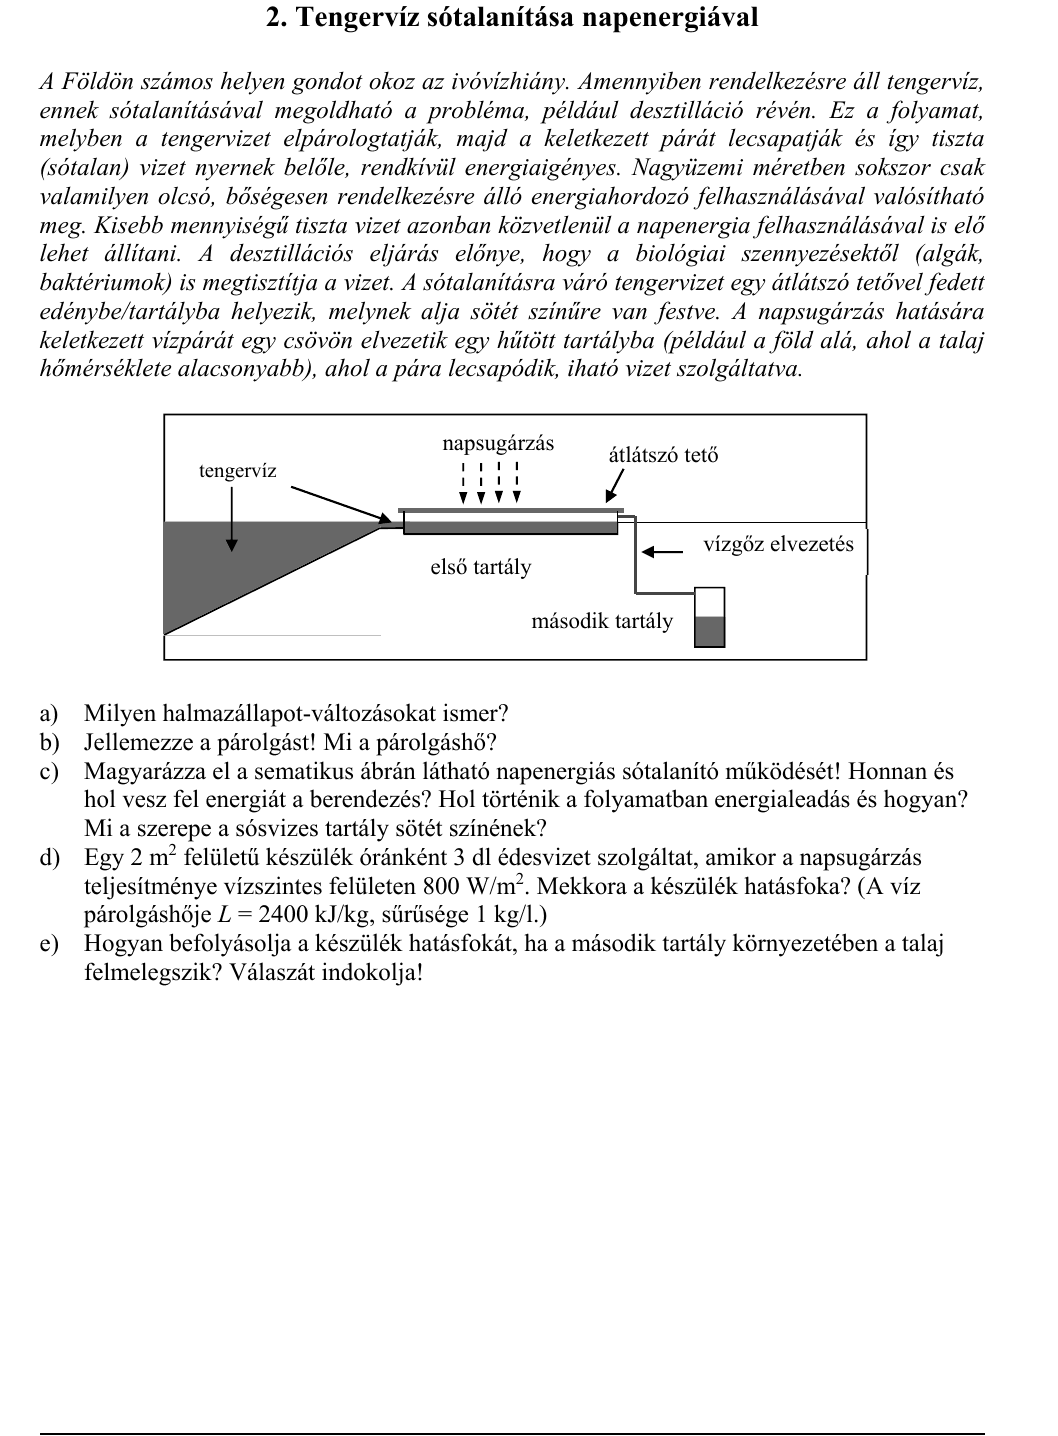 2. Tengervíz sótalanítása napenergiával
A Földön számos helyen gondot okoz az ivóvízhiány. Amennyiben rendelkezésre áll tengervíz,
ennek sótalanításával megoldható a probléma, például desztilláció révén. Ez a folyamat,
melyben a tengervizet elpárologtatják, majd a keletkezett párát lecsapatják és így tiszta
(sótalan) vizet nyernek belőle, rendkívül energiaigényes. Nagyüzemi méretben sokszor csak
valamilyen olcsó, bőségesen rendelkezésre álló energiahordozó felhasználásával valósítható
meg. Kisebb mennyiségű tiszta vizet azonban közvetlenül a napenergia felhasználásával is elő
lehet állítani. A desztillációs eljárás előnye, hogy a biológiai szennyezésektől (algák,
baktériumok) is megtisztítja a vizet. A sótalanításra váró tengervizet egy átlátszó tetővel fedett
edénybe/tartályba helyezik, melynek alja sötét színűre van festve. A napsugárzás hatására
keletkezett vízpárát egy csövön elvezetik egy hűtött tartályba (például a föld alá, ahol a talaj
hőmérséklete alacsonyabb), ahol a pára lecsapódik, iható vizet szolgáltatva.
napsugárzás
átlátszó tető
tengervíz
vízgőz elvezetés
első tartály
második tartály
a) Milyen halmazállapot-változásokat ismer?
b) Jellemezze a párolgást! Mi a párolgáshő?
c) Magyarázza el a sematikus ábrán látható napenergiás sótalanító működését! Honnan és
hol vesz fel energiát a berendezés? Hol történik a folyamatban energialeadás és hogyan?
Mi a szerepe a sósvizes tartály sötét színének?
d) Egy 2 m² felületű készülék óránként 3 dl édesvizet szolgáltat, amikor a napsugárzás
teljesítménye vízszintes felületen 800 W/m². Mekkora a készülék hatásfoka? (A víz
párolgáshője L = 2400 kJ/kg, sűrűsége 1 kg/l.)
e) Hogyan befolyásolja a készülék hatásfokát, ha a második tartály környezetében a talaj
felmelegszik? Válaszát indokolja!